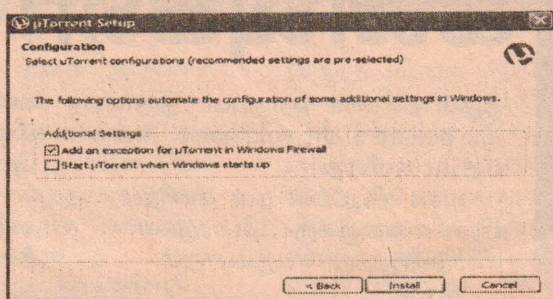 µTorrent Setup
Configuration
Select uTorrent configurations (recommended settings are pre-selected)
The following options automate the configuration of some additional settings in Windows.
Additional Settings
Add an exception for µTorrent in Windows Firewall
Start µTorrent when Windows starts up
< Back Install Cancel